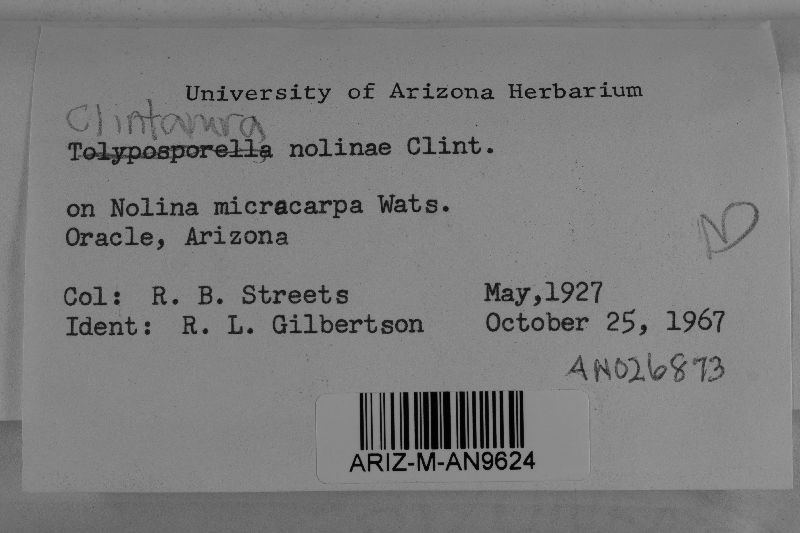 University of Arizona Herbarium
Clintamra
Tolyposporella nolinae Clint.
on Nolina micracarpa Wats.
Oracle, Arizona
Col: R. B. Streets May,1927
Ident: R. L. Gilbertson October 25, 1967
AN026873
ARIZ-M-AN9624